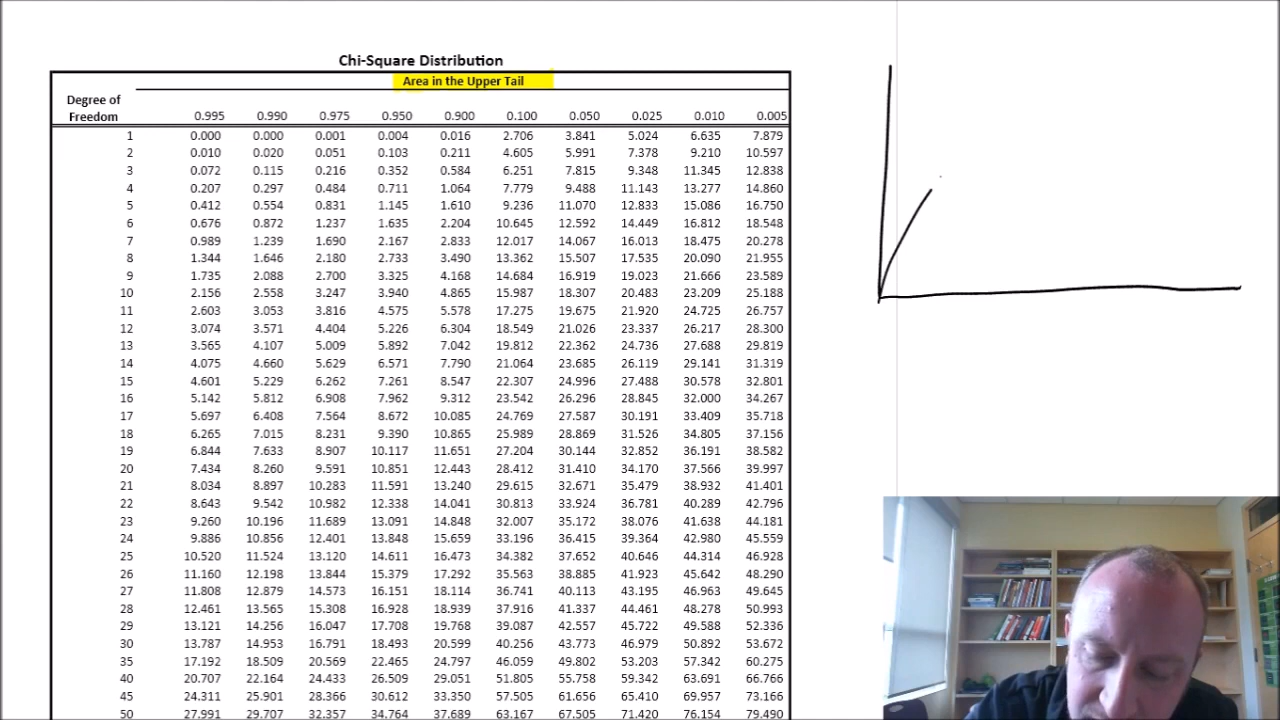 Chi-Square Distribution
Area in the Upper Tail
Degree of
Freedom 0.995 0.990 0.975 0.950 0.900 0.100 0.050 0.025 0.010 0.005
1 0.000 0.000 0.001 0.004 0.016 2.706 3.841 5.024 6.635 7.879
2 0.010 0.020 0.051 0.103 0.211 4.605 5.991 7.378 9.210 10.597
3 0.072 0.115 0.216 0.352 0.584 6.251 7.815 9.348 11.345 12.838
4 0.207 0.297 0.484 0.711 1.064 7.779 9.488 11.143 13.277 14.860
5 0.412 0.554 0.831 1.145 1.610 9.236 11.070 12.833 15.086 16.750
6 0.676 0.872 1.237 1.635 2.204 10.645 12.592 14.449 16.812 18.548
7 0.989 1.239 1.690 2.167 2.833 12.017 14.067 16.013 18.475 20.278
8 1.344 1.646 2.180 2.733 3.490 13.362 15.507 17.535 20.090 21.955
9 1.735 2.088 2.700 3.325 4.168 14.684 16.919 19.023 21.666 23.589
10 2.156 2.558 3.247 3.940 4.865 15.987 18.307 20.483 23.209 25.188
11 2.603 3.053 3.816 4.575 5.578 17.275 19.675 21.920 24.725 26.757
12 3.074 3.571 4.404 5.226 6.304 18.549 21.026 23.337 26.217 28.300
13 3.565 4.107 5.009 5.892 7.042 19.812 22.362 24.736 27.688 29.819
14 4.075 4.660 5.629 6.571 7.790 21.064 23.685 26.119 29.141 31.319
15 4.601 5.229 6.262 7.261 8.547 22.307 24.996 27.488 30.578 32.801
16 5.142 5.812 6.908 7.962 9.312 23.542 26.296 28.845 32.000 34.267
17 5.697 6.408 7.564 8.672 10.085 24.769 27.587 30.191 33.409 35.718
18 6.265 7.015 8.231 9.390 10.865 25.989 28.869 31.526 34.805 37.156
19 6.844 7.633 8.907 10.117 11.651 27.204 30.144 32.852 36.191 38.582
20 7.434 8.260 9.591 10.851 12.443 28.412 31.410 34.170 37.566 39.997
21 8.034 8.897 10.283 11.591 13.240 29.615 32.671 35.479 38.932 41.401
22 8.643 9.542 10.982 12.338 14.041 30.813 33.924 36.781 40.289 42.796
23 9.260 10.196 11.689 13.091 14.848 32.007 35.172 38.076 41.638 44.181
24 9.886 10.856 12.401 13.848 15.659 33.196 36.415 39.364 42.980 45.559
25 10.520 11.524 13.120 14.611 16.473 34.382 37.652 40.646 44.314 46.928
26 11.160 12.198 13.844 15.379 17.292 35.563 38.885 41.923 45.642 48.290
27 11.808 12.879 14.573 16.151 18.114 36.741 40.113 43.195 46.963 49.645
28 12.461 13.565 15.308 16.928 18.939 37.916 41.337 44.461 48.278 50.993
29 13.121 14.256 16.047 17.708 19.768 39.087 42.557 45.722 49.588 52.336
30 13.787 14.953 16.791 18.493 20.599 40.256 43.773 46.979 50.892 53.672
35 17.192 18.509 20.569 22.465 24.797 46.059 49.802 53.203 57.342 60.275
40 20.707 22.164 24.433 26.509 29.051 51.805 55.758 59.342 63.691 66.766
45 24.311 25.901 28.366 30.612 33.350 57.505 61.656 65.410 69.957 73.166
50 27.991 29.707 32.357 34.764 37.689 63.167 67.505 71.420 76.154 79.490